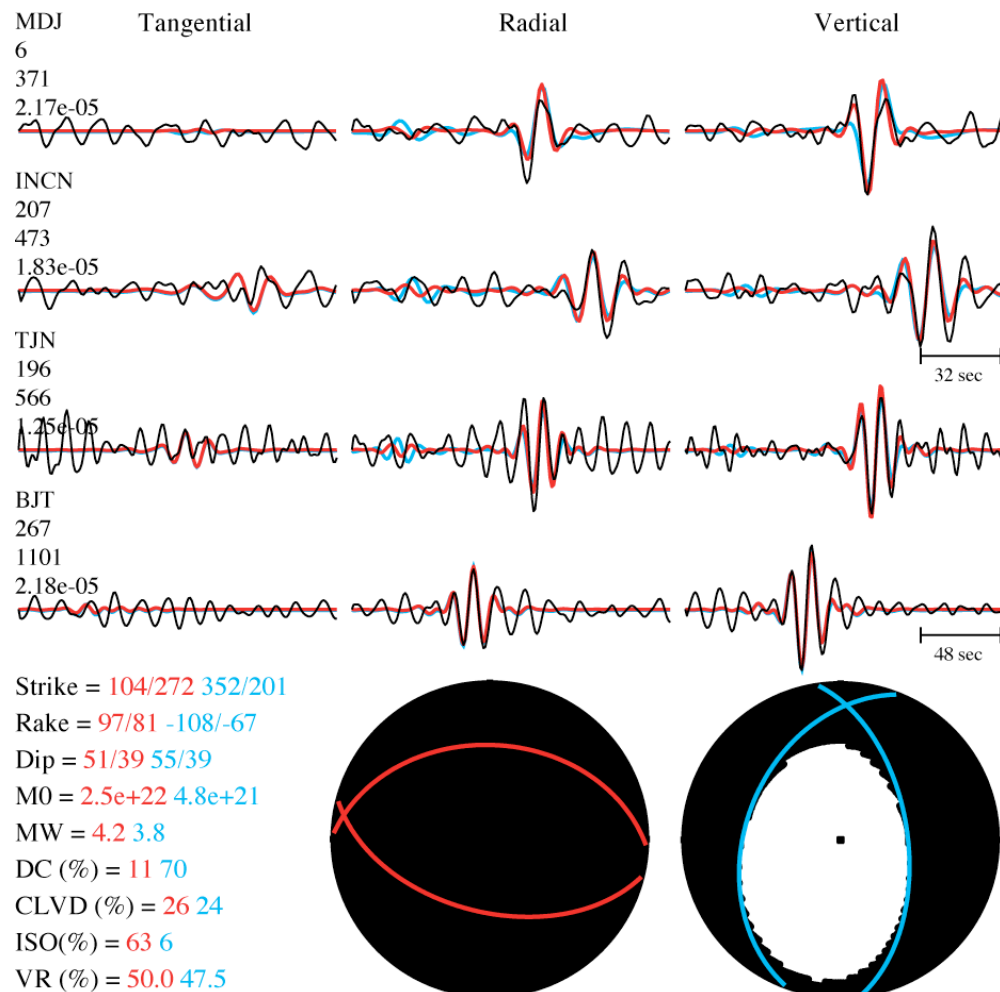 MDJ Tangential Radial Vertical
6
371
2.17e-05
INCN
207
473
1.83e-05
TJN
196
32 sec
566
1.25e-05
BJT
267
1101
2.18e-05
48 sec
Strike = 104/272 352/201
Rake = 97/81 -108/-67
Dip = 51/39 55/39
M0 = 2.5e+22 4.8e+21
MW = 4.2 3.8
DC (%) = 11 70
CLVD (%) = 26 24
ISO(%) = 63 6
VR (%) = 50.0 47.5